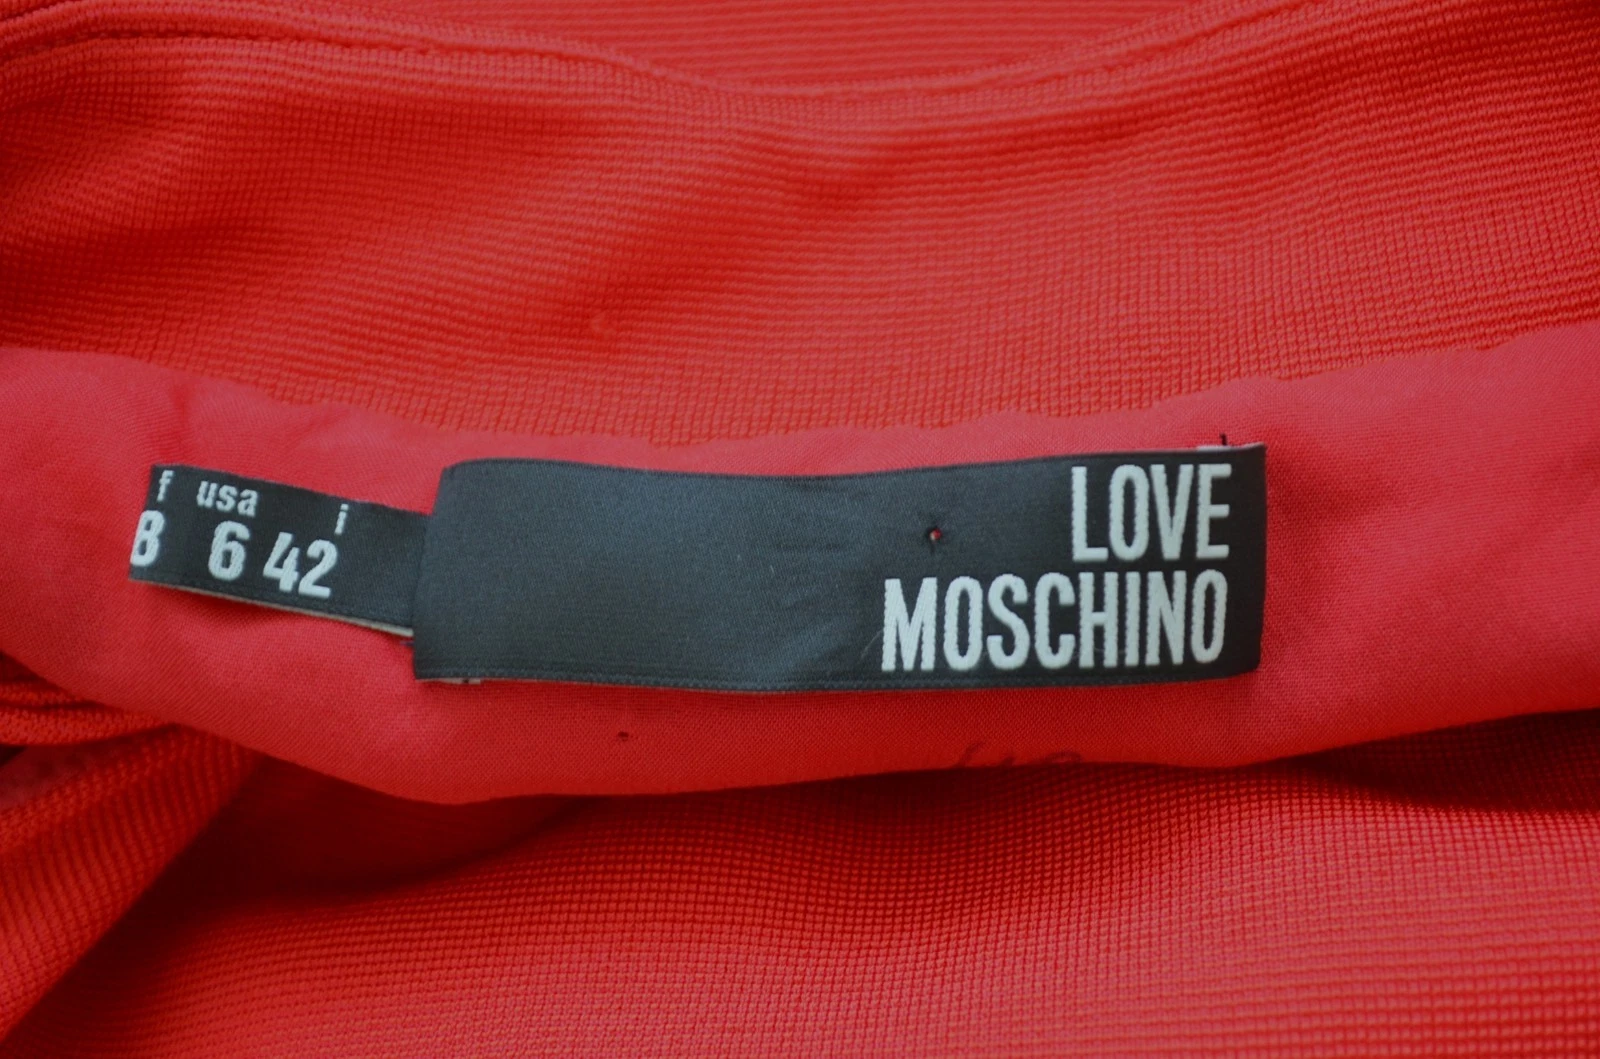 f usa i
8 6 42
LOVE
MOSCHINO